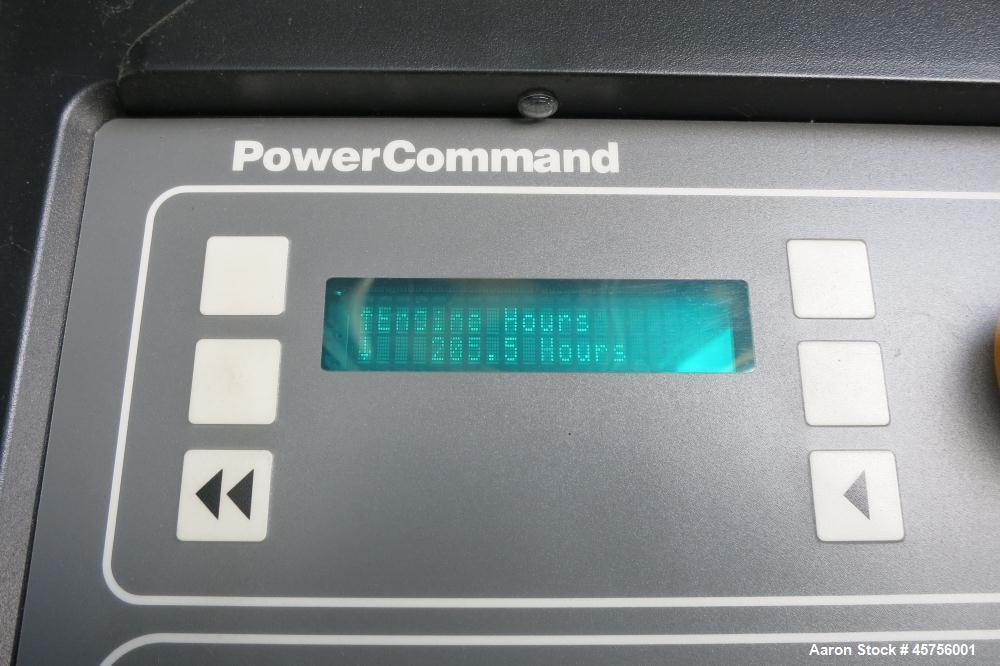 PowerCommand
↑Engine Hours
↓ 205.5 Hours
Aaron Stock # 45756001